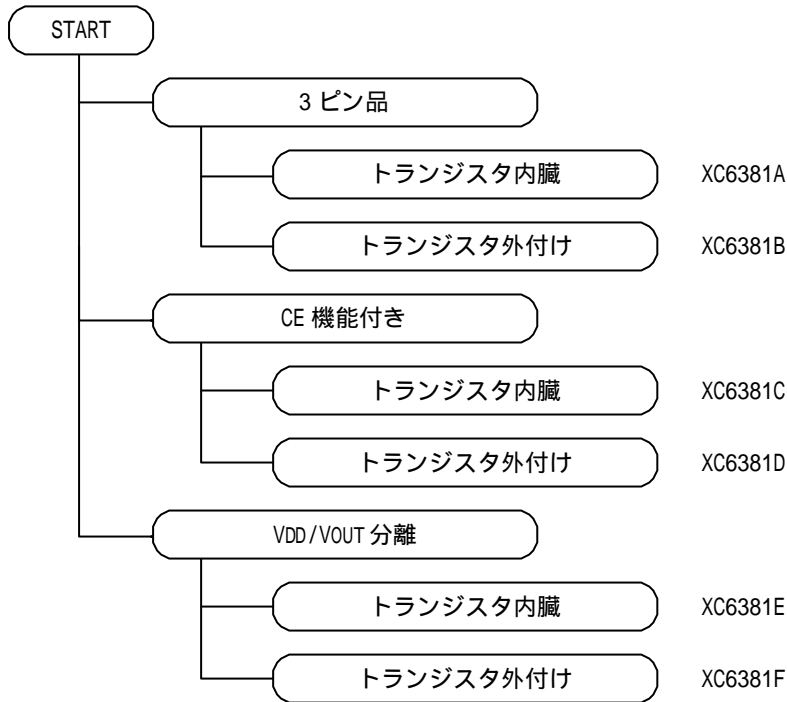 START
3 ピン品
トランジスタ内臓 XC6381A
トランジスタ外付け XC6381B
CE 機能付き
トランジスタ内臓 XC6381C
トランジスタ外付け XC6381D
VDD/VOUT 分離
トランジスタ内臓 XC6381E
トランジスタ外付け XC6381F